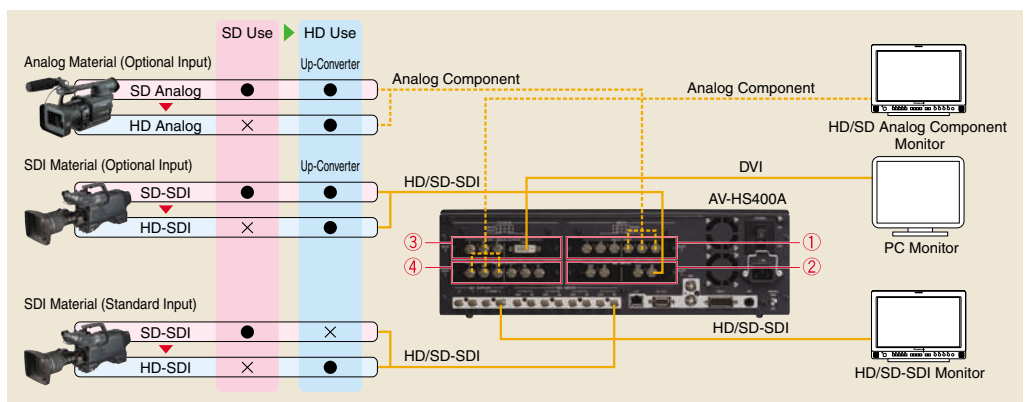 SD Use HD Use
Analog Material (Optional Input)
Up-Converter
SD Analog ● ●
HD Analog × ●
Analog Component
Analog Component
HD/SD Analog Component
Monitor
SDI Material (Optional Input)
Up-Converter
SD-SDI ● ●
HD-SDI × ●
HD/SD-SDI
DVI
AV-HS400A
PC Monitor
③ ①
④ ②
SDI Material (Standard Input)
SD-SDI ● ×
HD-SDI × ●
HD/SD-SDI
HD/SD-SDI
HD/SD-SDI Monitor